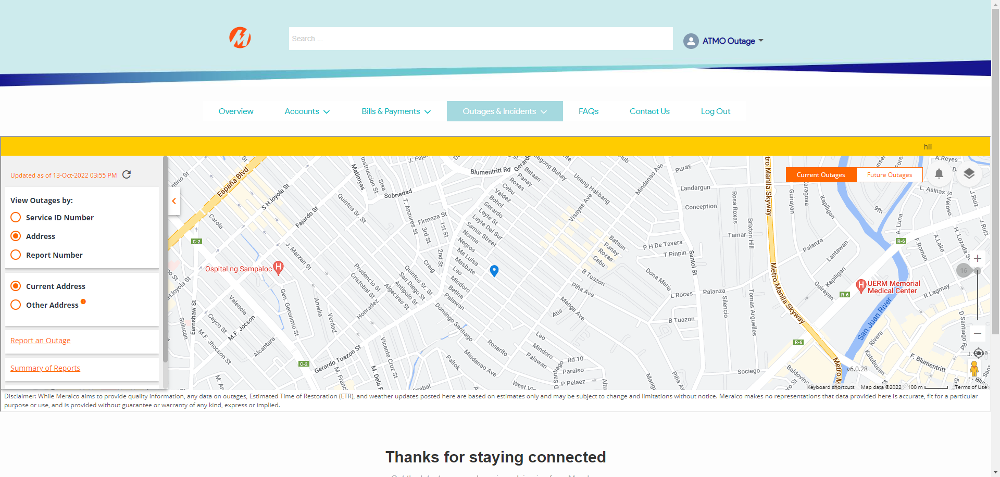 Search ...
ATMO Outage
Overview
Accounts
Bills & Payments
Outages & Incidents
FAQs
Contact Us
Log Out
hii
Updated as of 13-Oct-2022 03:55 PM
View Outages by:
Service ID Number
Address
Report Number
Current Address
Other Address
Report an Outage
Summary of Reports
Current Outages
Future Outages
España Blvd
Matimyas
Instruccion St
Sisa
Sobriedad
Blumentritt Rd
S.H.loyola St
Fajardo St
Quintos Sr. St
T. Anzures St
Firmeza St
1st St
3rd St
2nd St
Craig
Carola
C-2
J. Marzan St
Ospital ng Sampaloc
Bataan
Panay
Roxas
Cebu
Valdez
Bohol
Gerardo
Leyte St
Leyte Del Sur
Samar Street
Norma
Negros
Ma Luisa
Masbate
Leo
Mindoro
Betina
Palawan
Dagong Buhay
Unang Hakbang
Visayas Ave
Mindanao Ave
Bataan
Panay
Roxas
Cebu
B Tuazon
Piña Ave
Manga Ave
Atis
Puray
Landargun
Conception
Rosa Roxas
Brixton Hill
Tamar
P H De Tavera
T Pinpin
Santol St
Dona Maria
L Roces
Palanza
B Tuazon
Silencio
Tomas Arguelles
Metro Manila Skyway
Metro Manila Skyway
Guirayan
Kapiligan
9th
A. Luna
A.Reyes
L. Asinas
S Veloso
J.Ruiz
J.Ruiz
H Lozada
A.Lake
F.Roman
R-6
Palanza
Lantawan
Kapiligan
Guirayan
R-6
16
UERM Memorial
Medical Center
R.Lagmay
San Juan River
D Santiago Rd
Rivera
Katubusan
F. Blumentritt
R-6
Sociego
Prudencio St
Cristobal St
Algeciras St
Antipolo St
San Diego St
Quintos Sr. St
Honradez
Verdad
Amelia
Gen. Geronimo St
Valencia
Cayco St
M.F. Jocson
M.F. Jhocson St
Alcantara
Earnshaw St
Sulucan
H.loyola St
C-2
Gerardo Tuazon St
Vicente Cruz St
Domingo Santiago
Rosarito
Mindanao Ave
Paltok
Leo
Mindoro
Palawan
Rd 10
Paraiso
P Pelaez
v6.0.28
Keyboard shortcuts
Map data ©2022
100 m
Terms of Use
Disclaimer: While Meralco aims to provide quality information, any data on outages, Estimated Time of Restoration (ETR), and weather updates posted here are based on estimates only and may be subject to change and limitations without notice. Meralco makes no representations that data provided here is accurate, fit for a particular
purpose or use, and is provided without guarantee or warranty of any kind, express or implied.
Thanks for staying connected